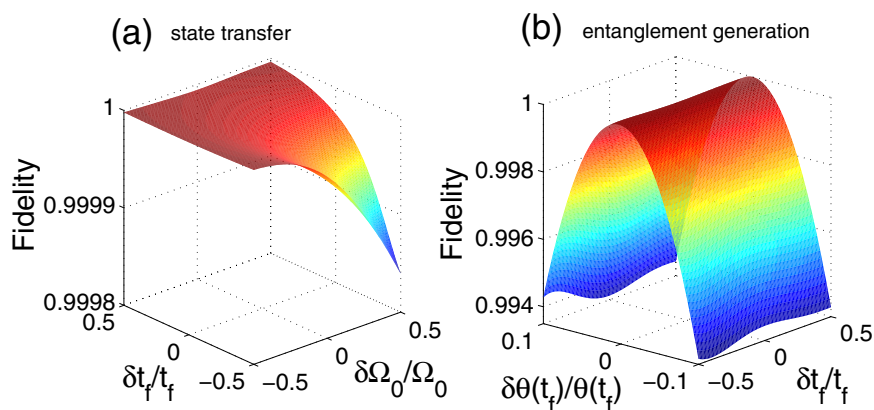 (a) state transfer
(b) entanglement generation
Fidelity
1
0.9999
0.9998
0.5
0
−0.5
−0.5
0
0.5
δt_f/t_f
δΩ_0/Ω_0
Fidelity
1
0.998
0.996
0.994
0.1
0
−0.1
−0.5
0
0.5
δθ(t_f)/θ(t_f)
δt_f/t_f